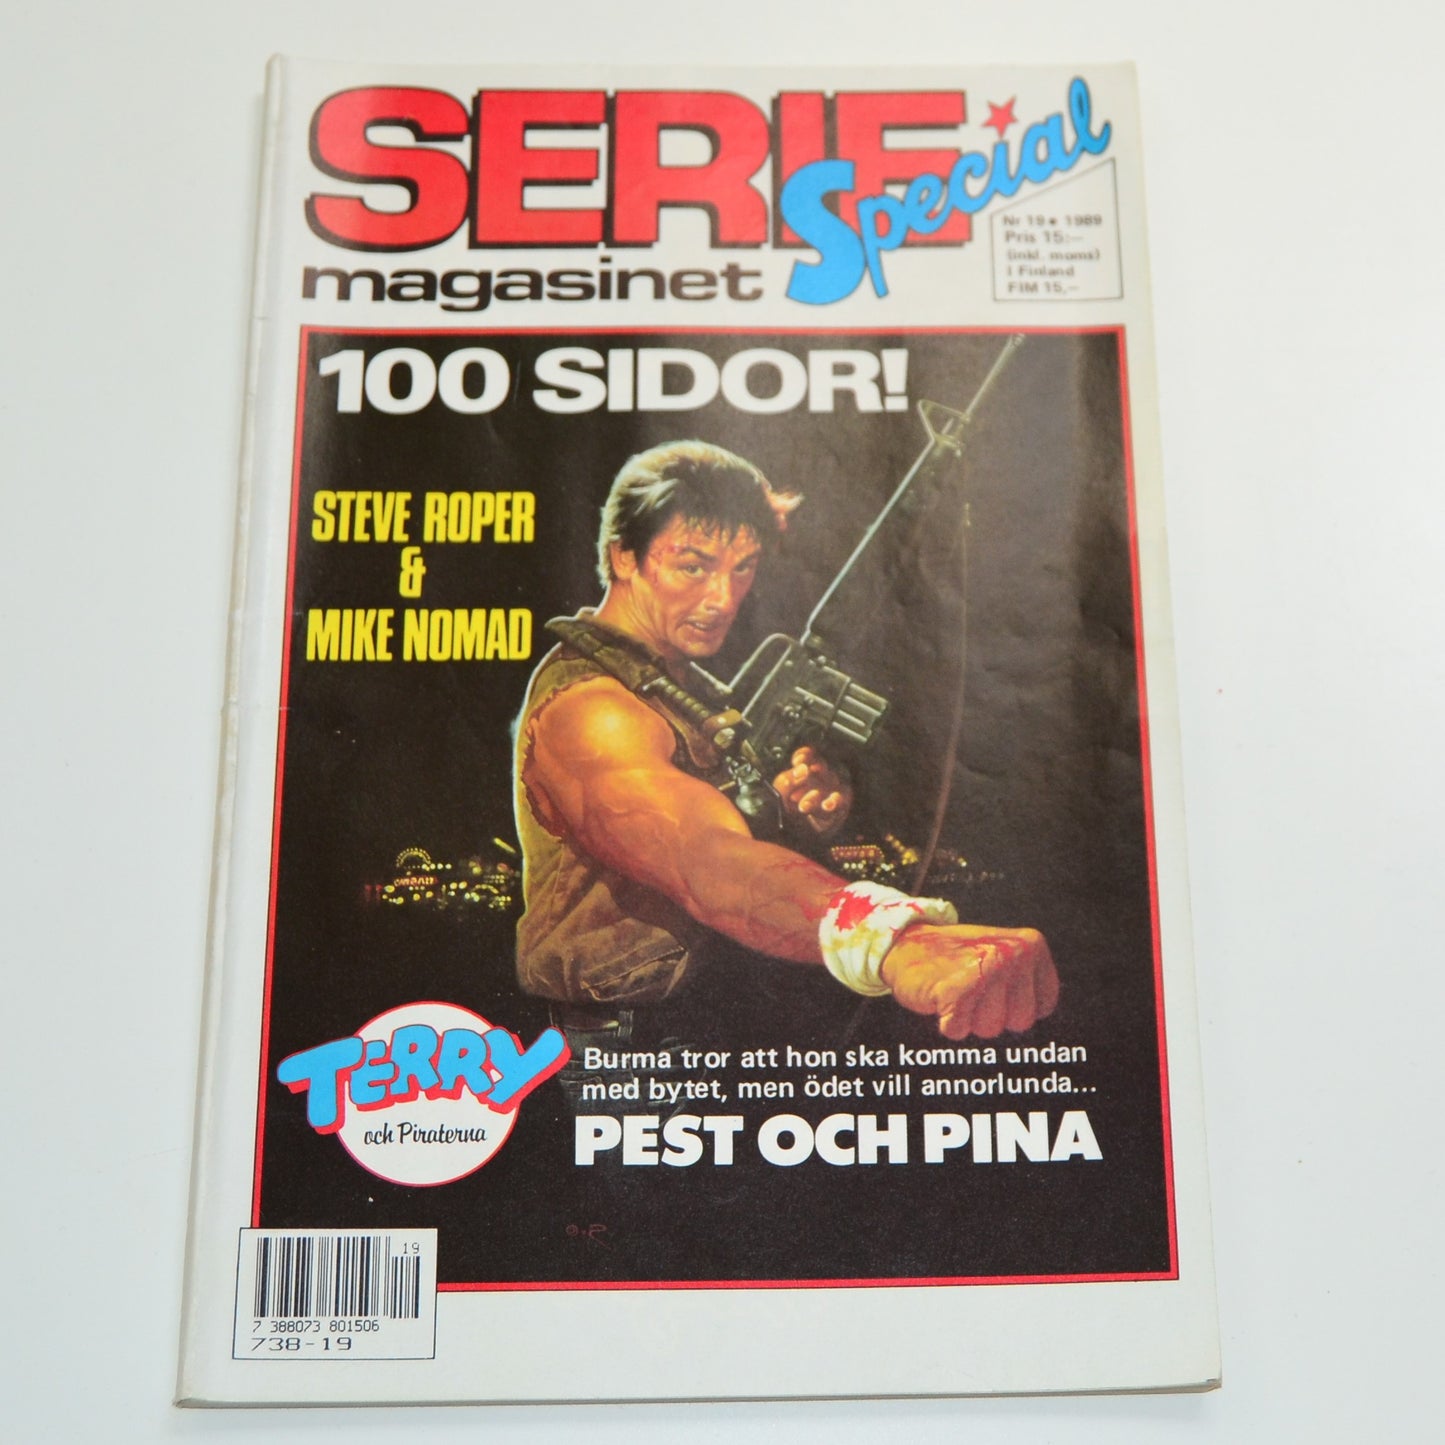 SERIE
Special
magasinet
Nr 19 • 1989
Pris 15:—
(inkl. moms)
I Finland
FIM 15,—
100 SIDOR!
STEVE ROPER
&
MIKE NOMAD
TERRY
och Piraterna
Burma tror att hon ska komma undan
med bytet, men ödet vill annorlunda...
PEST OCH PINA
19
7 388073 801506
738-19